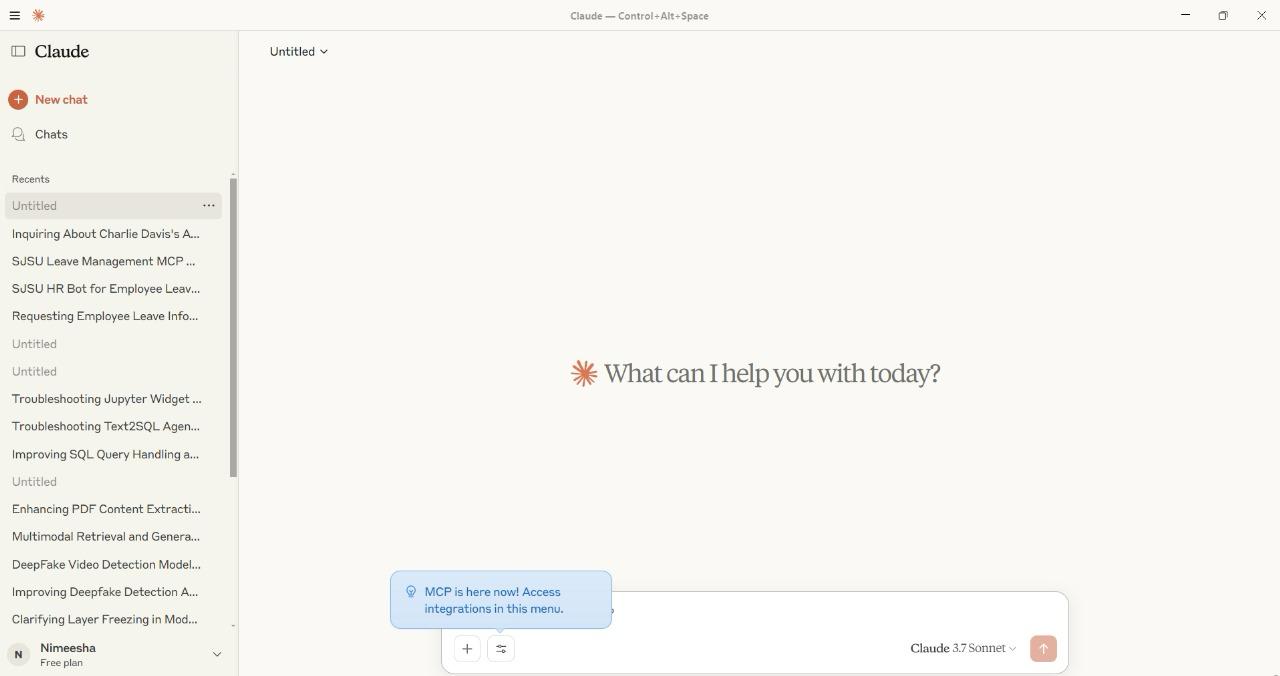 Claude — Control+Alt+Space
Claude
Untitled
New chat
Chats
Recents
Untitled
Inquiring About Charlie Davis's A...
SJSU Leave Management MCP ...
SJSU HR Bot for Employee Leav...
Requesting Employee Leave Info...
Untitled
Untitled
Troubleshooting Jupyter Widget ...
Troubleshooting Text2SQL Agen...
Improving SQL Query Handling a...
Untitled
Enhancing PDF Content Extracti...
Multimodal Retrieval and Genera...
DeepFake Video Detection Model...
Improving Deepfake Detection A...
Clarifying Layer Freezing in Mod...
N
Nimeesha
Free plan
What can I help you with today?
MCP is here now! Access
integrations in this menu.
Claude 3.7 Sonnet